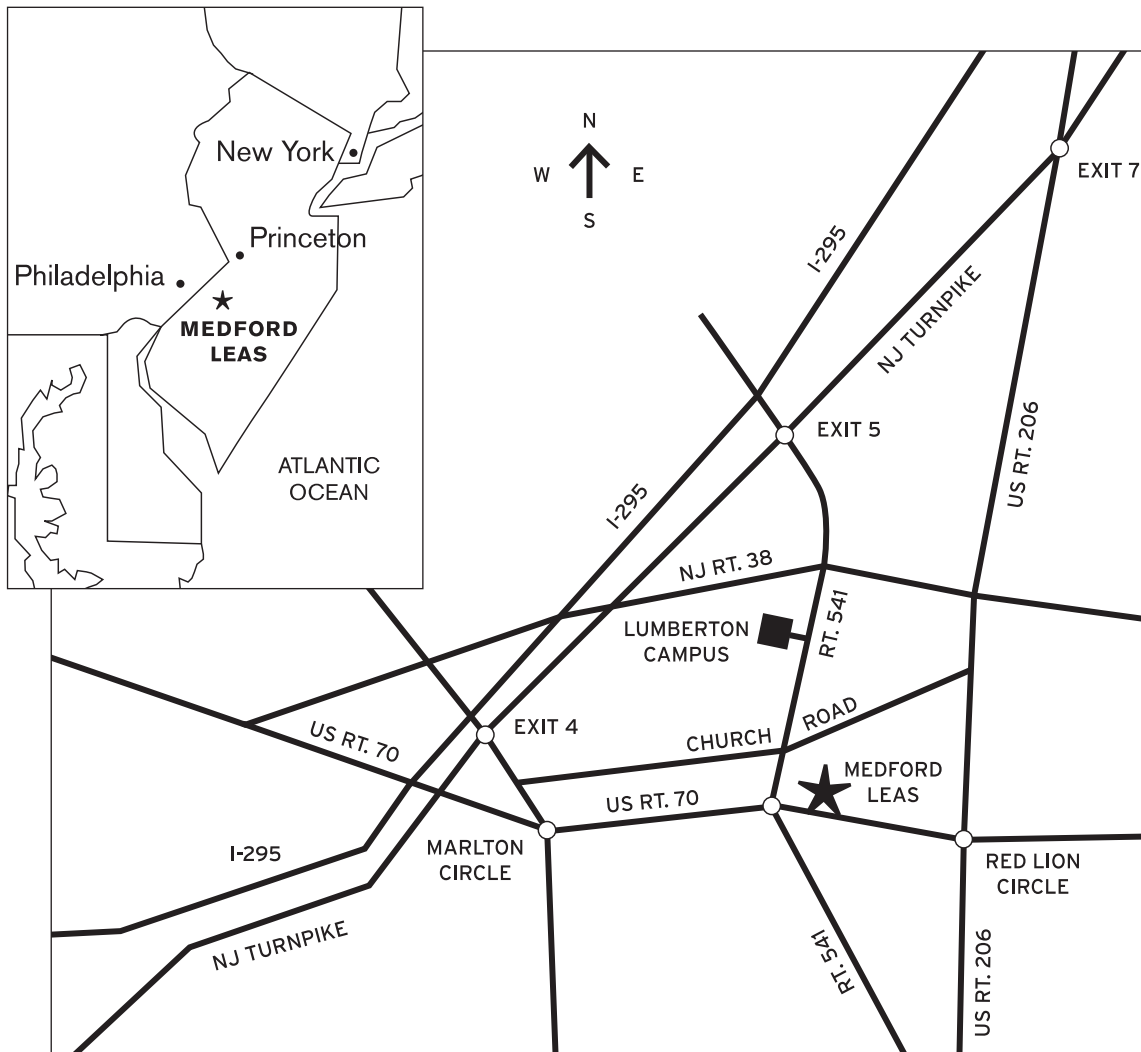 New York
Princeton
Philadelphia
MEDFORD
LEAS
ATLANTIC
OCEAN
N
W E
S
EXIT 7
I-295
NJ TURNPIKE
US RT. 206
EXIT 5
I-295
NJ RT. 38
LUMBERTON
CAMPUS
RT. 541
EXIT 4
US RT. 70
CHURCH ROAD
MEDFORD
LEAS
US RT. 70
MARLTON
CIRCLE
I-295
RED LION
CIRCLE
NJ TURNPIKE
RT. 541
US RT. 206